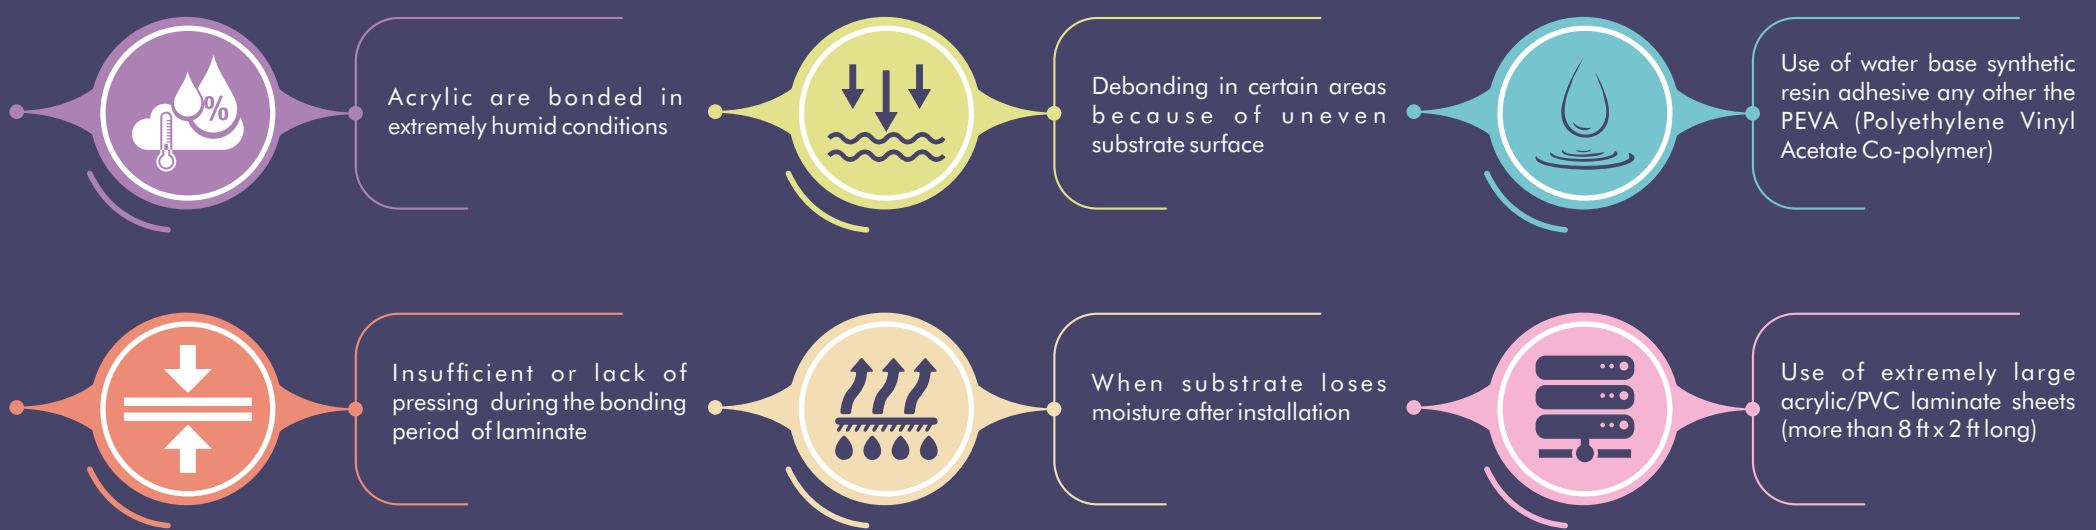 %
Acrylic are bonded in
extremely humid conditions
Debonding in certain areas
because of uneven
substrate surface
Use of water base synthetic
resin adhesive any other the
PEVA (Polyethylene Vinyl
Acetate Co-polymer)
Insufficient or lack of
pressing during the bonding
period of laminate
When substrate loses
moisture after installation
Use of extremely large
acrylic/PVC laminate sheets
(more than 8 ft x 2 ft long)